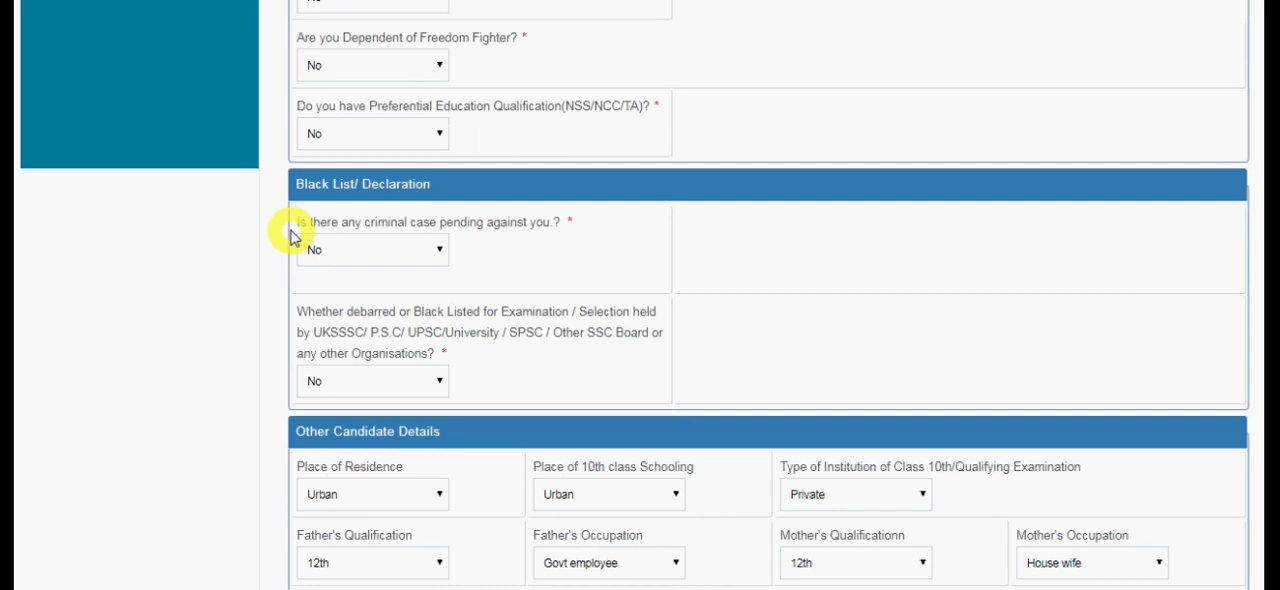 No
Are you Dependent of Freedom Fighter? *
No
Do you have Preferential Education Qualification(NSS/NCC/TA)? *
No
Black List/ Declaration
Is there any criminal case pending against you.? *
No
Whether debarred or Black Listed for Examination / Selection held
by UKSSSC/ P.S.C/ UPSC/University / SPSC / Other SSC Board or
any other Organisations? *
No
Other Candidate Details
Place of Residence Place of 10th class Schooling Type of Institution of Class 10th/Qualifying Examination
Urban Urban Private
Father's Qualification Father's Occupation Mother's Qualificationn Mother's Occupation
12th Govt employee 12th House wife